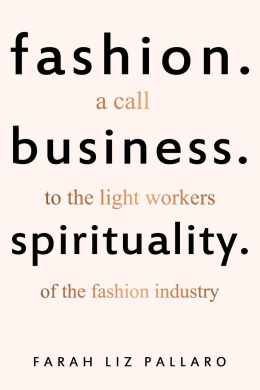 fashion.
a call
business.
to the light workers
spirituality.
of the fashion industry
FARAH LIZ PALLARO